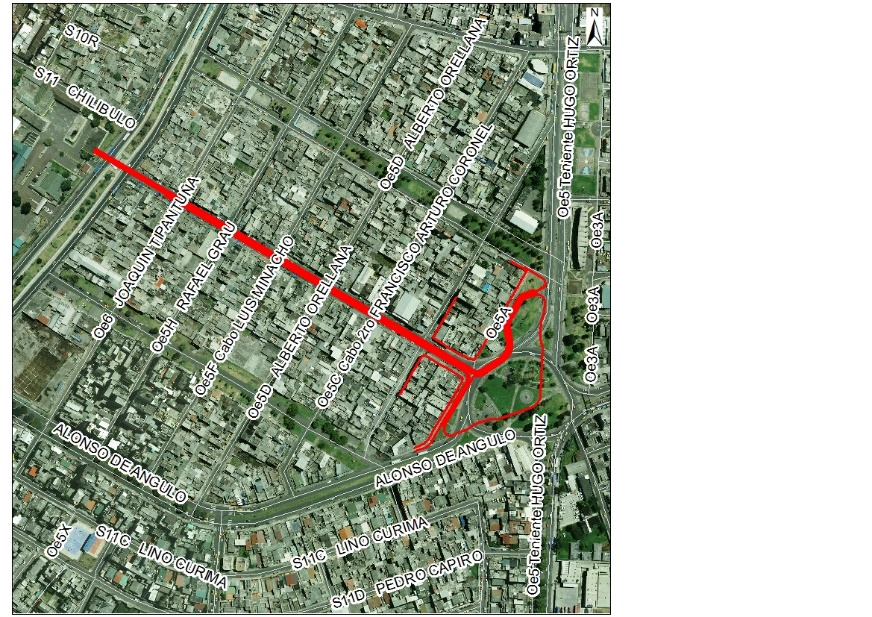 N
S10R
S11 CHILIBULO
Oe5D ALBERTO ORELLANA
Oe5 Teniente HUGO ORTIZ
Oe5C Cabo 2ro FRANCISCO ARTURO CORONEL
Oe6 JOAQUIN TIPANTUNA
Oe5H RAFAEL GRAU
Oe5F Cabo LUIS MINACHO
Oe5D ALBERTO ORELLANA
Oe3A
Oe3A
Oe3A
Oe5A
ALONSO DE ANGULO
ALONSO DE ANGULO
Oe5 Teniente HUGO ORTIZ
Oe5X
S11C LINO CURIMA
S11C LINO CURIMA
S11D PEDRO CAPIRO